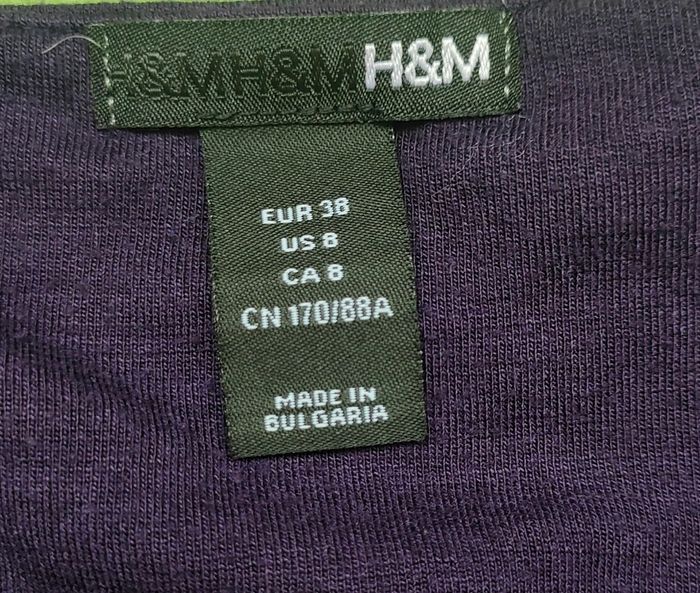 H&MH&MH&M
EUR 38
US 8
CA 8
CN 170/88A
MADE IN
BULGARIA